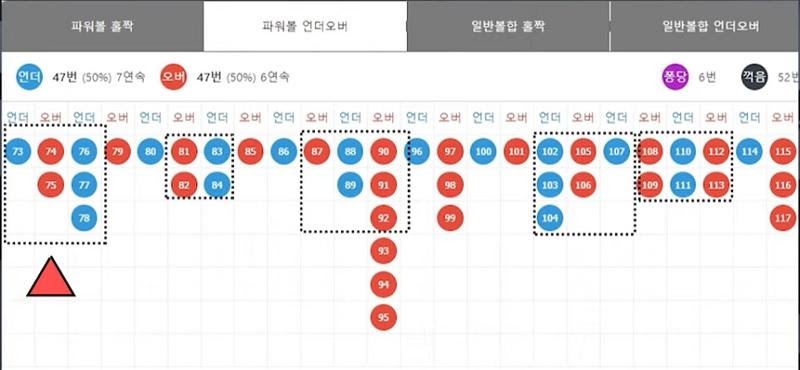 파워볼 홀짝 파워볼 언더오버 일반볼합 홀짝 일반볼합 언더오버
언더 47번 (50%) 7연속 오버 47번 (50%) 6연속 퐁당 6번 꺽음 52번
언더 오버 언더 오버 언더 오버 언더 오버 언더 오버 언더 오버 언더 오버 언더 오버 언더 오버 언더 오버 언더 오버 언더 오버
73 74 76 79 80 81 83 85 86 87 88 90 96 97 100 101 102 105 107 108 110 112 114 115
75 77 82 84 89 91 98 103 106 109 111 113 116
78 92 99 104 117
93
94
95